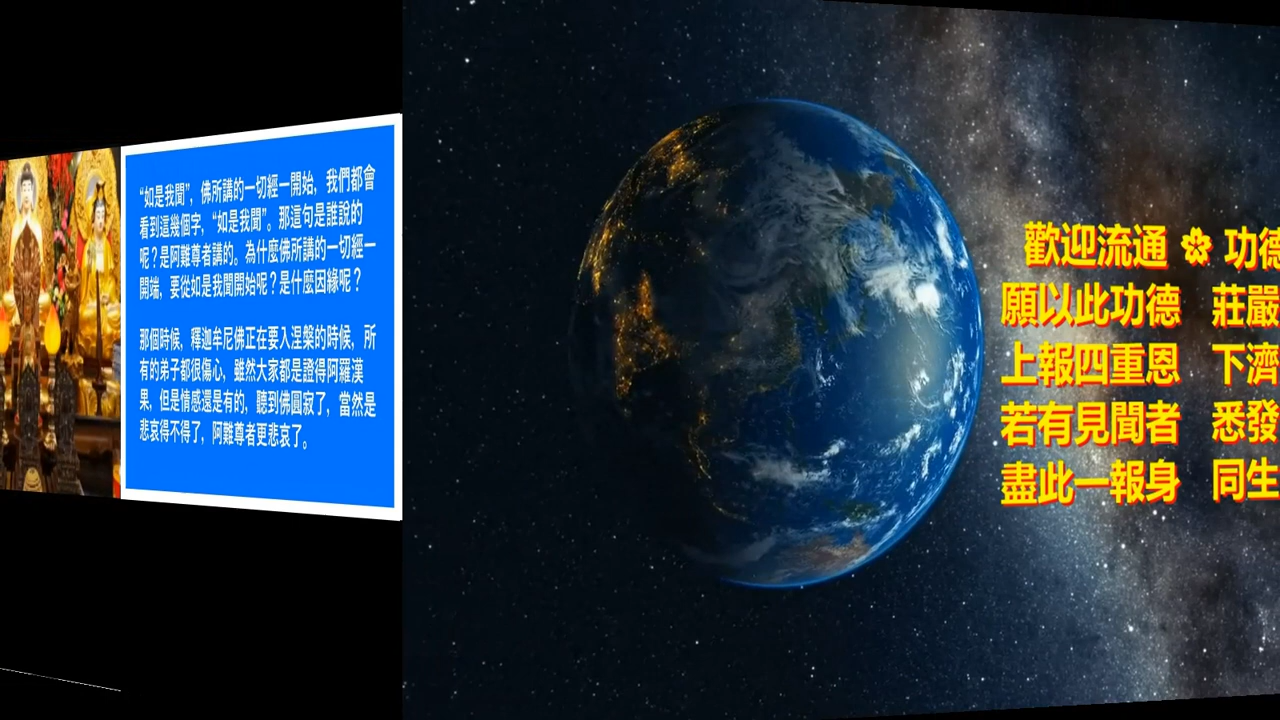 “如是我聞”，佛所講的一切經一開始，我們都會
看到這幾個字，“如是我聞”。那這句是誰說的
呢？是阿難尊者講的。為什麼佛所講的一切經一
開端，要從如是我聞開始呢？是什麼因緣呢？
那個時候，釋迦牟尼佛正在要入涅槃的時候，所
有的弟子都很傷心，雖然大家都是證得阿羅漢
果，但是情感還是有的，聽到佛圓寂了，當然是
悲哀得不得了，阿難尊者更悲哀了。
歡迎流通 ✿ 功德
願以此功德 莊嚴
上報四重恩 下濟
若有見聞者 悉發
盡此一報身 同生